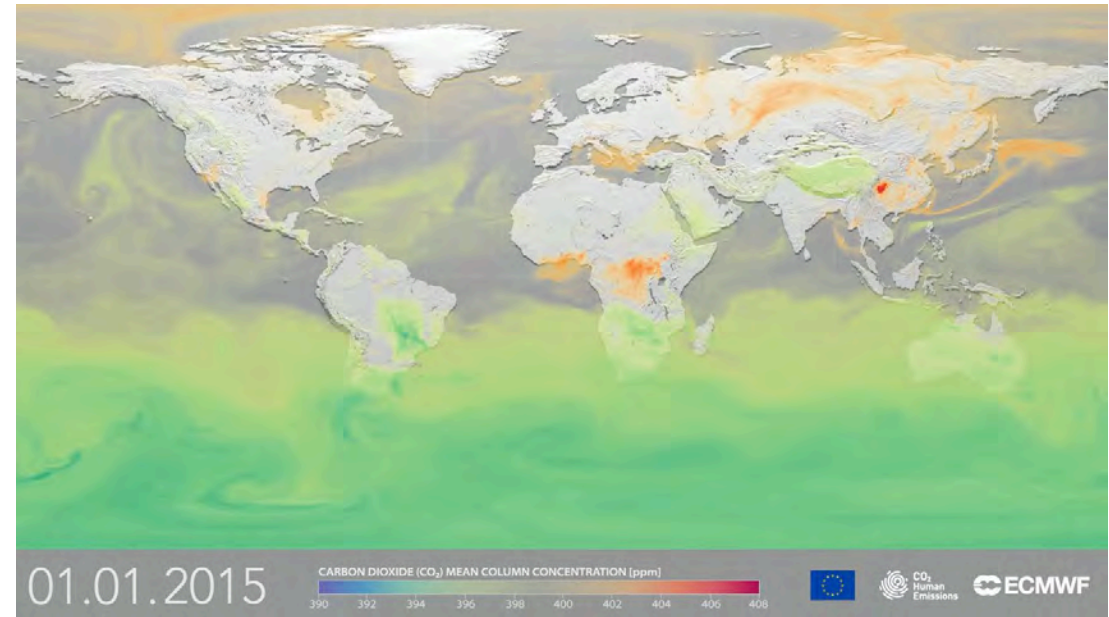 01.01.2015
CARBON DIOXIDE (CO₂) MEAN COLUMN CONCENTRATION [ppm]
390 392 394 396 398 400 402 404 406 408
CO₂
Human
Emissions
ECMWF